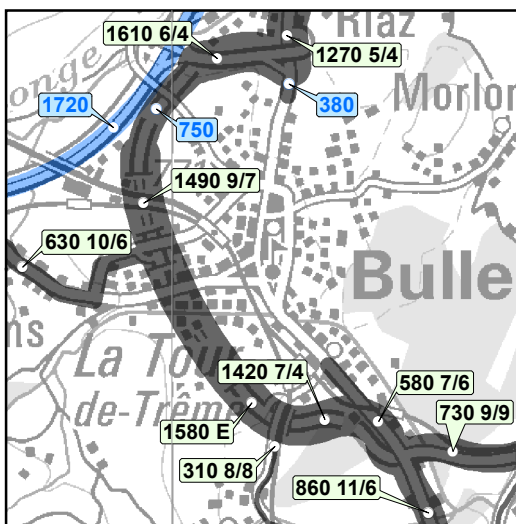 Riaz
1610 6/4
1270 5/4
onge
Morlon
1720
750
380
1490 9/7
630 10/6
Bulle
ns
La Tour
1420 7/4
580 7/6
de-Trême
1580 E
730 9/9
310 8/8
860 11/6